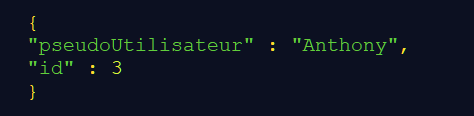 {
"pseudoUtilisateur" : "Anthony",
"id" : 3
}